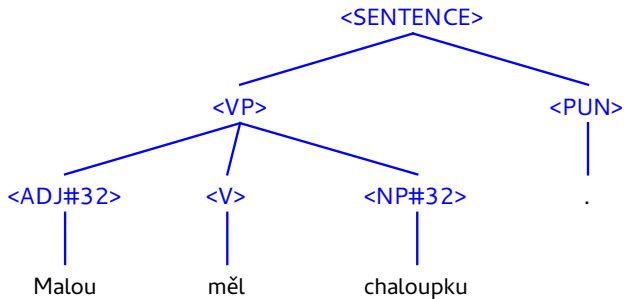 <SENTENCE>
<VP> <PUN>
<ADJ#32> <V> <NP#32> .
Malou měl chaloupku